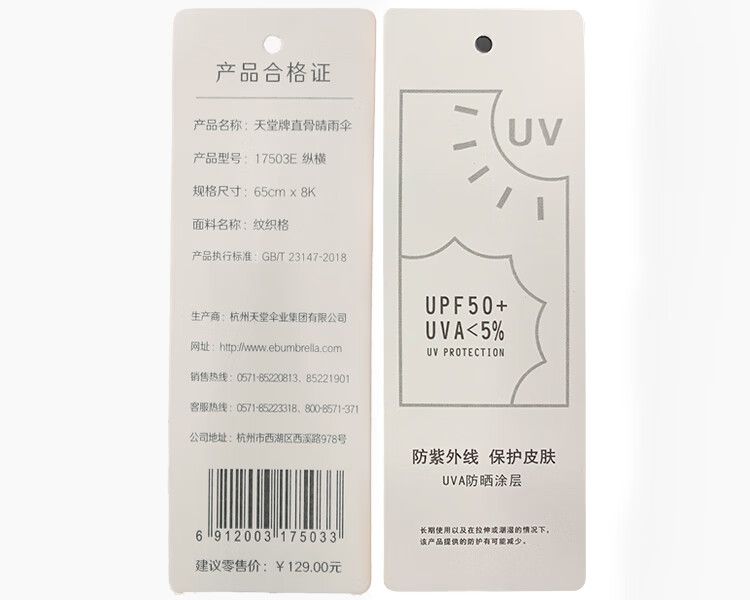 产品合格证
产品名称：天堂牌直骨晴雨伞
产品型号：17503E 纵横
规格尺寸：65cm x 8K
面料名称：纹织格
产品执行标准：GB/T 23147-2018
生产商：杭州天堂伞业集团有限公司
网址：http://www.ebumbrella.com
销售热线：0571-85220813、85221901
客服热线：0571-85223318、800-8571-371
公司地址：杭州市西湖区西溪路978号
6 912003 175033
建议零售价：￥129.00元
UV
UPF50+
UVA<5%
UV PROTECTION
防紫外线 保护皮肤
UVA防晒涂层
长期使用以及在拉伸或潮湿的情况下，
该产品提供的防护有可能减少。